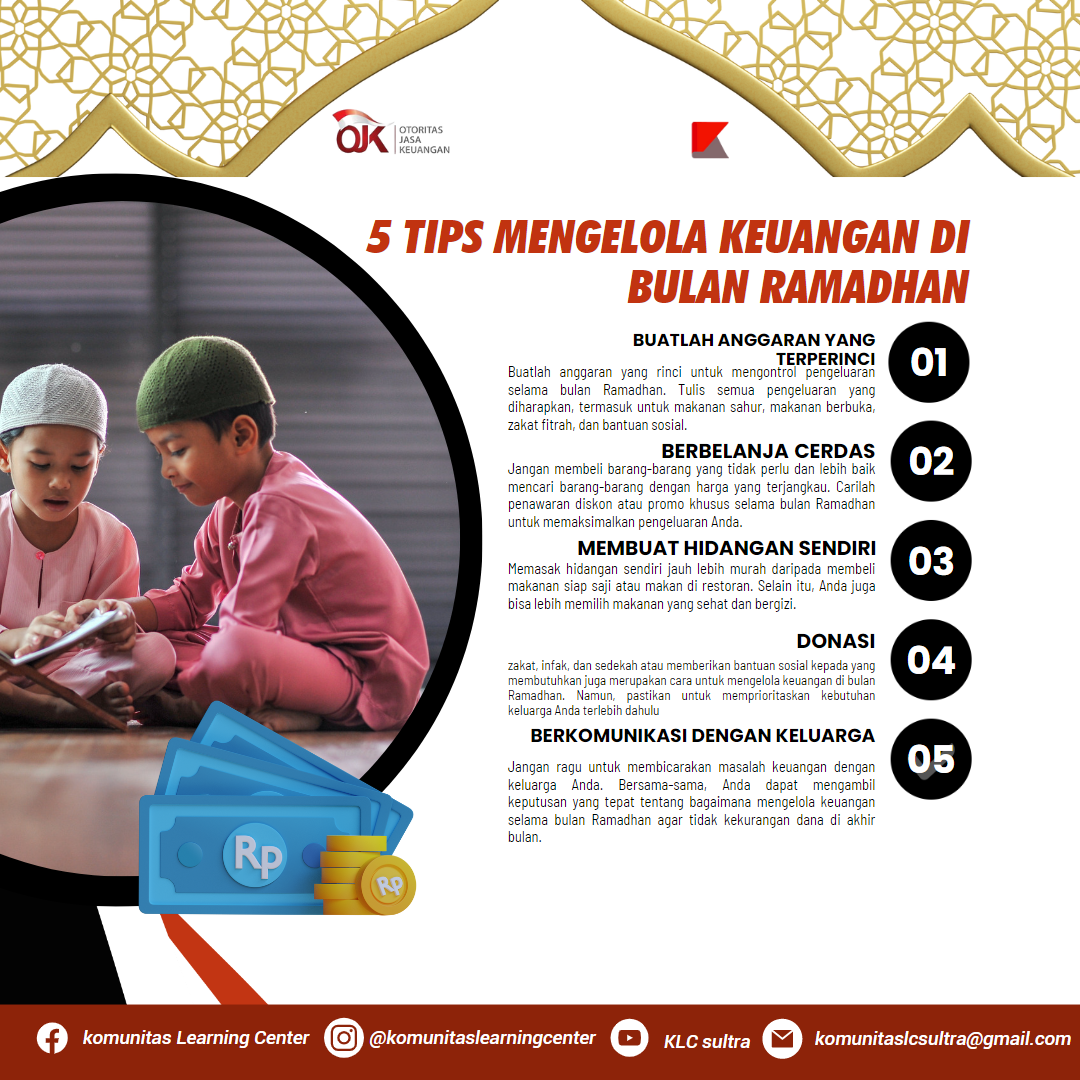 OJK OTORITAS
JASA
KEUANGAN
5 TIPS MENGELOLA KEUANGAN DI
BULAN RAMADHAN
BUATLAH ANGGARAN YANG
TERPERINCI
01
Buatlah anggaran yang rinci untuk mengontrol pengeluaran
selama bulan Ramadhan. Tulis semua pengeluaran yang
diharapkan, termasuk untuk makanan sahur, makanan berbuka,
zakat fitrah, dan bantuan sosial.
BERBELANJA CERDAS
02
Jangan membeli barang-barang yang tidak perlu dan lebih baik
mencari barang-barang dengan harga yang terjangkau. Carilah
penawaran diskon atau promo khusus selama bulan Ramadhan
untuk memaksimalkan pengeluaran Anda.
MEMBUAT HIDANGAN SENDIRI
03
Memasak hidangan sendiri jauh lebih murah daripada membeli
makanan siap saji atau makan di restoran. Selain itu, Anda juga
bisa lebih memilih makanan yang sehat dan bergizi.
DONASI
04
zakat, infak, dan sedekah atau memberikan bantuan sosial kepada yang
membutuhkan juga merupakan cara untuk mengelola keuangan di bulan
Ramadhan. Namun, pastikan untuk memprioritaskan kebutuhan
keluarga Anda terlebih dahulu
BERKOMUNIKASI DENGAN KELUARGA
05
Jangan ragu untuk membicarakan masalah keuangan dengan
keluarga Anda. Bersama-sama, Anda dapat mengambil
keputusan yang tepat tentang bagaimana mengelola keuangan
selama bulan Ramadhan agar tidak kekurangan dana di akhir
bulan.
Rp
Rp
komunitas Learning Center
@komunitaslearningcenter
KLC sultra
komunitaslcsultra@gmail.com